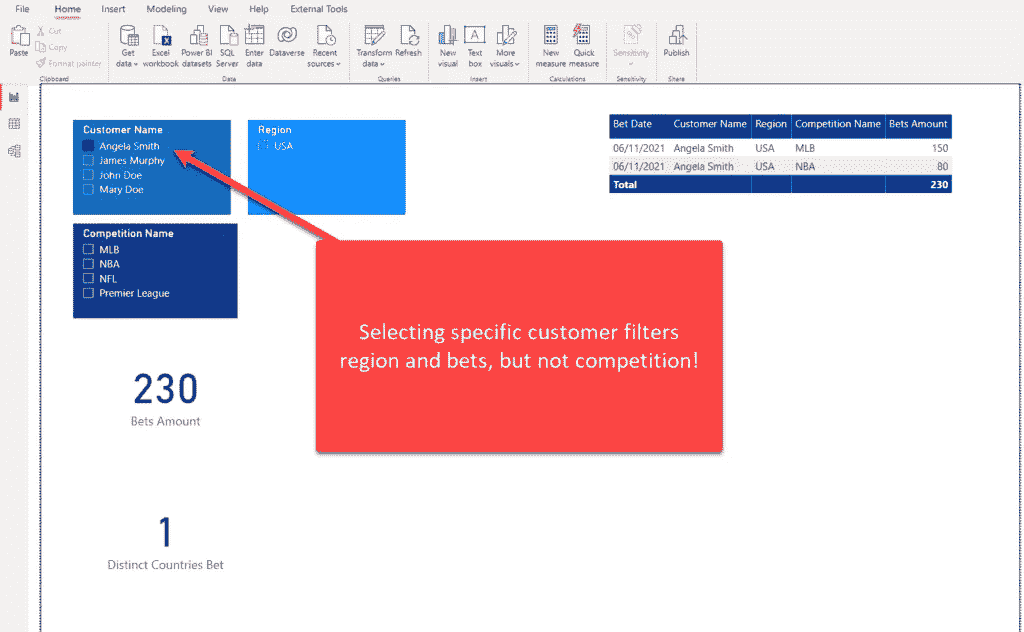 File Home Insert Modeling View Help External Tools
Paste
Cut
Copy
Format painter
Clipboard
Get data
Excel workbook
Power BI datasets
SQL Server
Enter data
Dataverse
Recent sources
Data
Transform data
Refresh
Queries
New visual
Text box
More visuals
Insert
New measure
Quick measure
Calculations
Sensitivity
Sensitivity
Publish
Share
Customer Name
Angela Smith
James Murphy
John Doe
Mary Doe
Region
USA
Bet Date Customer Name Region Competition Name Bets Amount
06/11/2021 Angela Smith USA MLB 150
06/11/2021 Angela Smith USA NBA 80
Total 230
Competition Name
MLB
NBA
NFL
Premier League
Selecting specific customer filters
region and bets, but not competition!
230
Bets Amount
1
Distinct Countries Bet